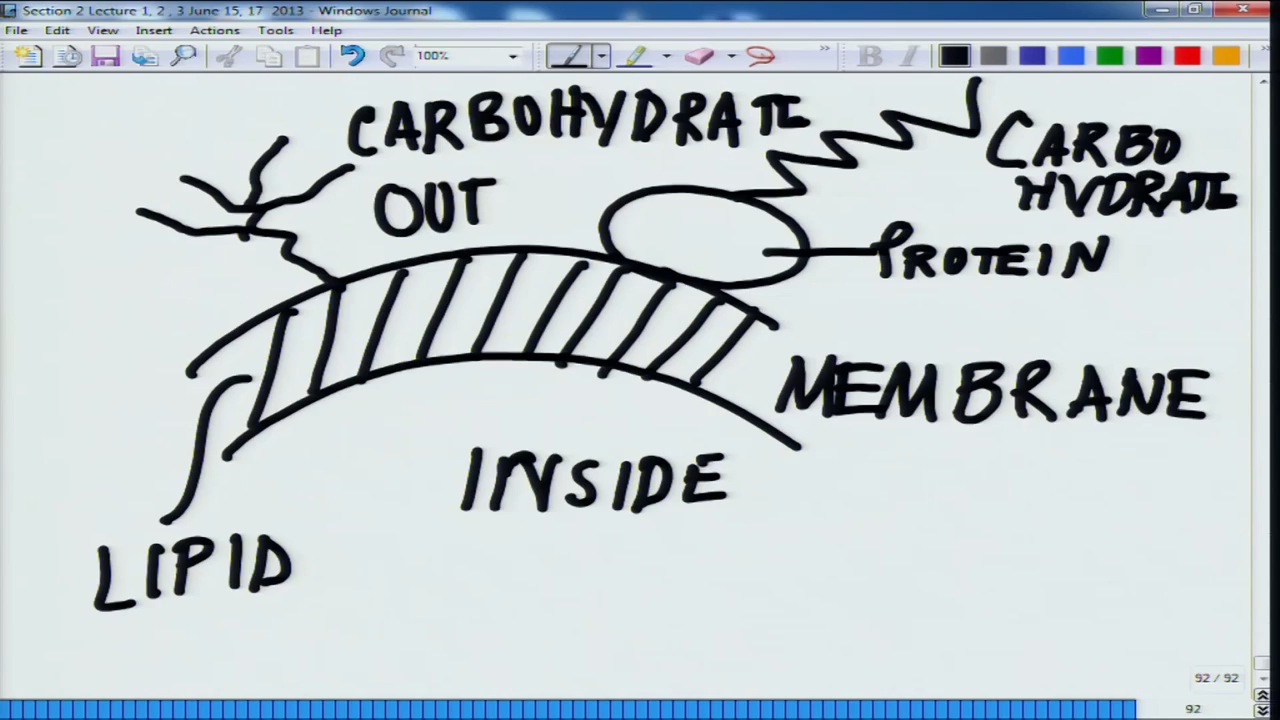 Section 2 Lecture 1, 2 , 3 June 15, 17 2013 - Windows Journal
File Edit View Insert Actions Tools Help
100% B I
CARBOHYDRATE
OUT
CARBO
HYDRATE
PROTEIN
MEMBRANE
INSIDE
LIPID
92 / 92
92